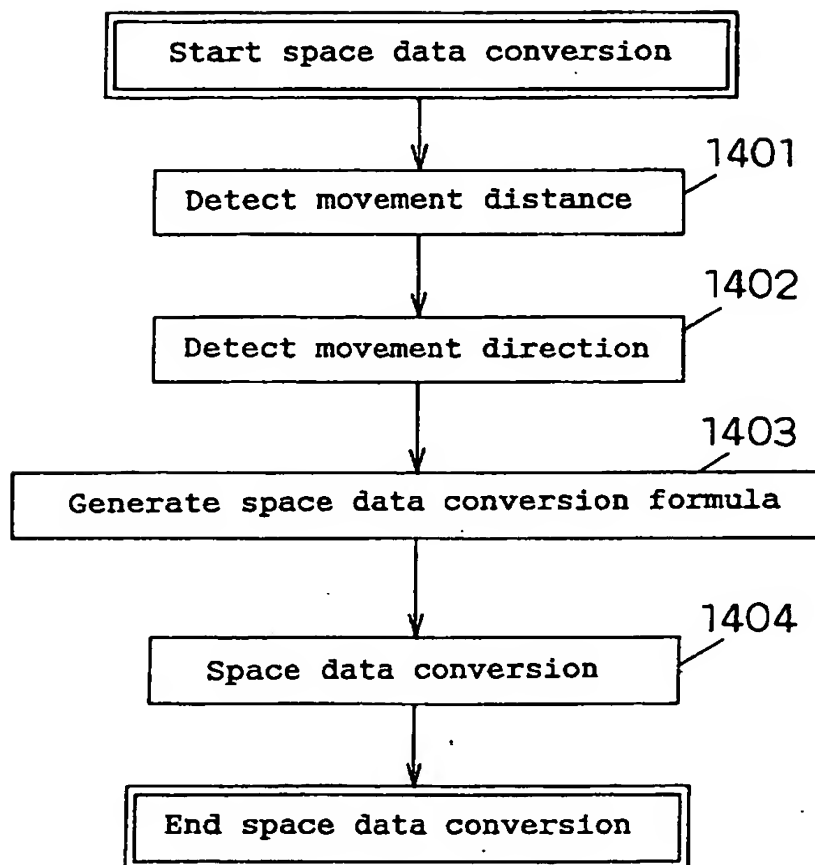 Start space data conversion
1401
Detect movement distance
1402
Detect movement direction
1403
Generate space data conversion formula
1404
Space data conversion
End space data conversion